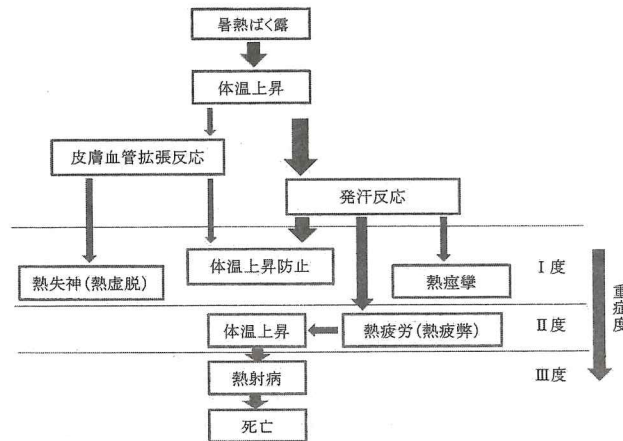 暑熱ばく露
体温上昇
皮膚血管拡張反応
発汗反応
熱失神(熱虚脱)
体温上昇防止
熱痙攣
Ⅰ度
重症度
体温上昇
熱疲労(熱疲弊)
Ⅱ度
熱射病
Ⅲ度
死亡